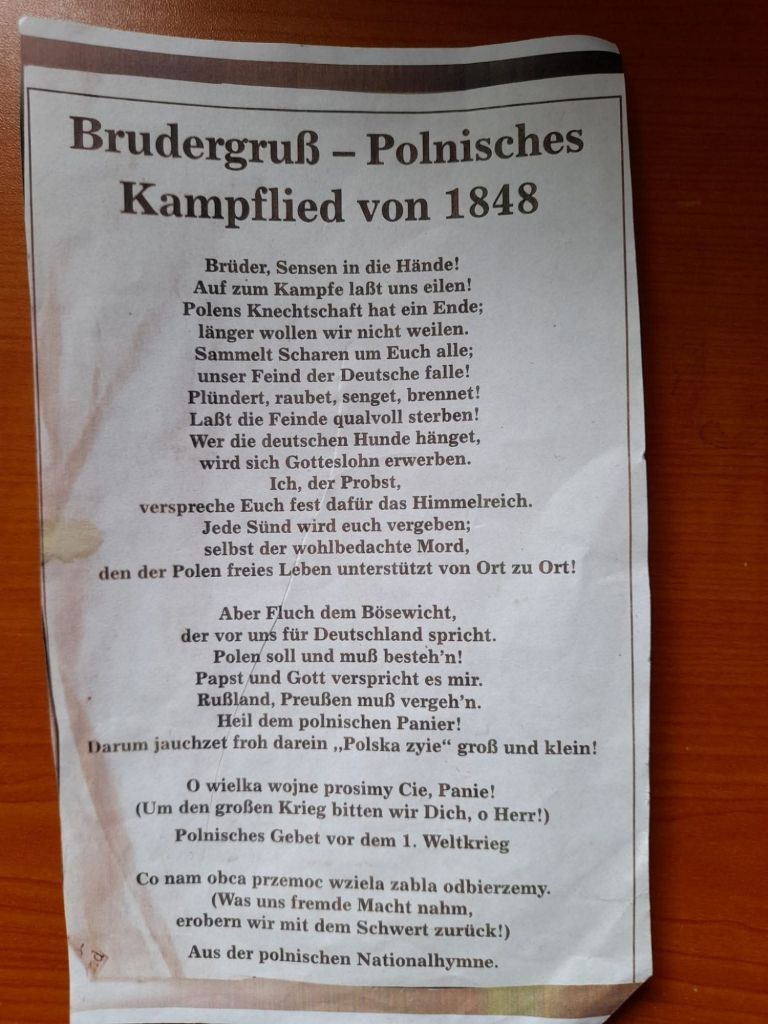 Brudergruß – Polnisches
Kampflied von 1848
Brüder, Sensen in die Hände!
Auf zum Kampfe laßt uns eilen!
Polens Knechtschaft hat ein Ende;
länger wollen wir nicht weilen.
Sammelt Scharen um Euch alle;
unser Feind der Deutsche falle!
Plündert, raubet, senget, brennet!
Laßt die Feinde qualvoll sterben!
Wer die deutschen Hunde hänget,
wird sich Gotteslohn erwerben.
Ich, der Probst,
verspreche Euch fest dafür das Himmelreich.
Jede Sünd wird euch vergeben;
selbst der wohlbedachte Mord,
den der Polen freies Leben unterstützt von Ort zu Ort!
Aber Fluch dem Bösewicht,
der vor uns für Deutschland spricht.
Polen soll und muß besteh'n!
Papst und Gott verspricht es mir.
Rußland, Preußen muß vergeh'n.
Heil dem polnischen Panier!
Darum jauchzet froh darein „Polska zyie“ groß und klein!
O wielka wojne prosimy Cie, Panie!
(Um den großen Krieg bitten wir Dich, o Herr!)
Polnisches Gebet vor dem 1. Weltkrieg
Co nam obca przemoc wziela zabla odbierzemy.
(Was uns fremde Macht nahm,
erobern wir mit dem Schwert zurück!)
Aus der polnischen Nationalhymne.